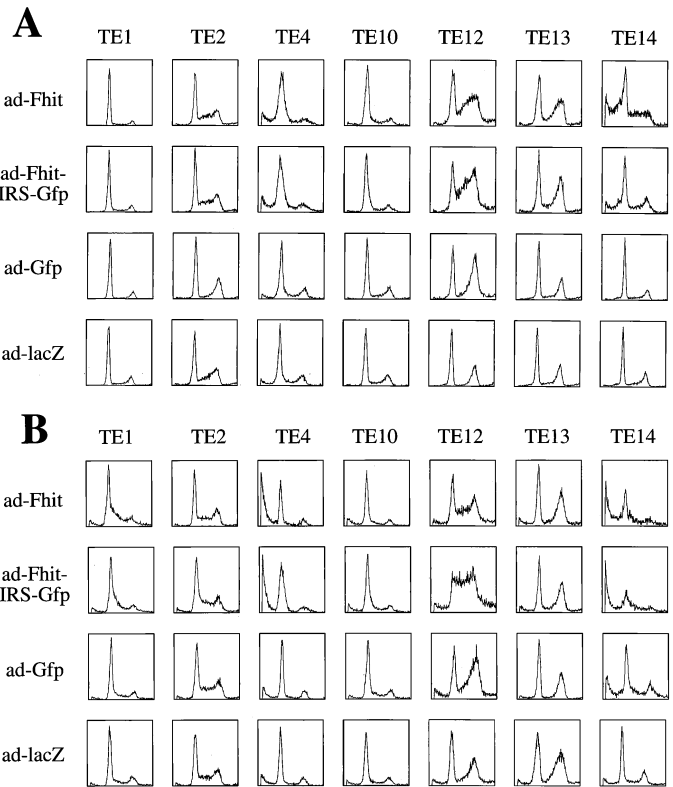 A
TE1 TE2 TE4 TE10 TE12 TE13 TE14
ad-Fhit
ad-Fhit-
IRS-Gfp
ad-Gfp
ad-lacZ
B
TE1 TE2 TE4 TE10 TE12 TE13 TE14
ad-Fhit
ad-Fhit-
IRS-Gfp
ad-Gfp
ad-lacZ